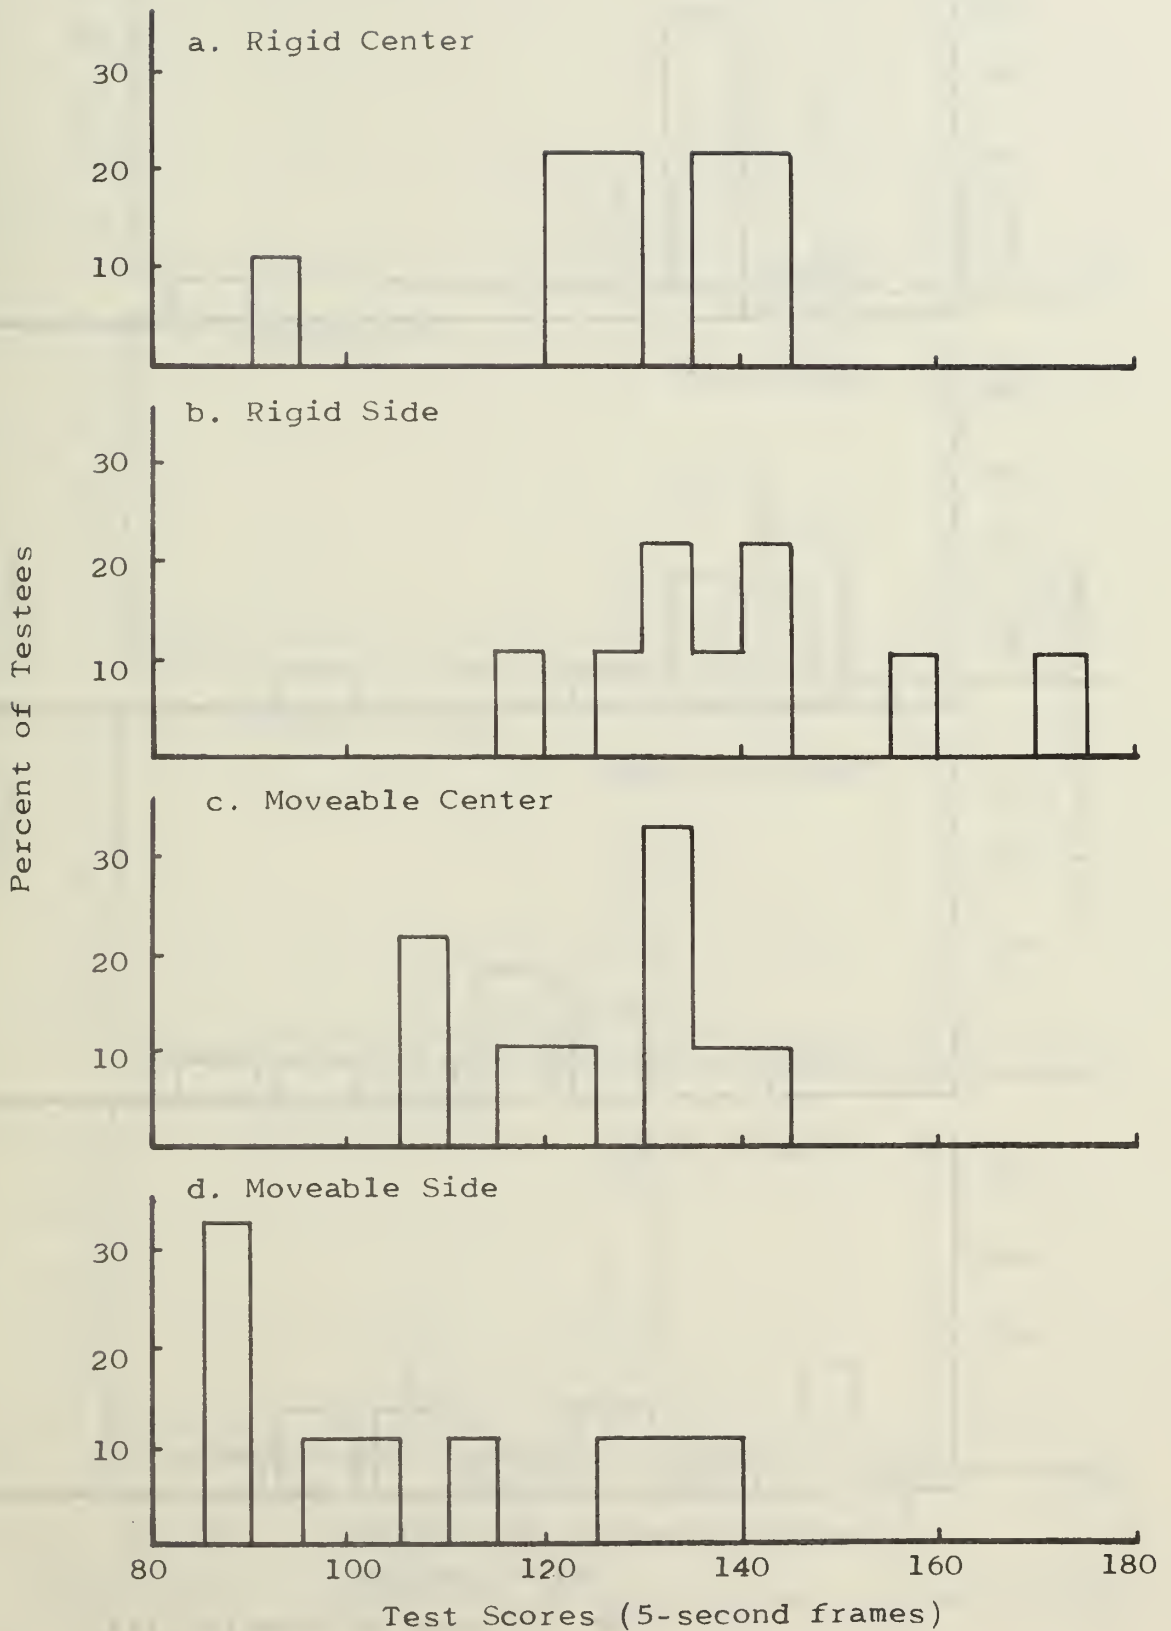 a. Rigid Center
30
20
10
b. Rigid Side
30
20
10
Percent of Testees
c. Moveable Center
30
20
10
d. Moveable Side
30
20
10
80 100 120 140 160 180
Test Scores (5-second frames)